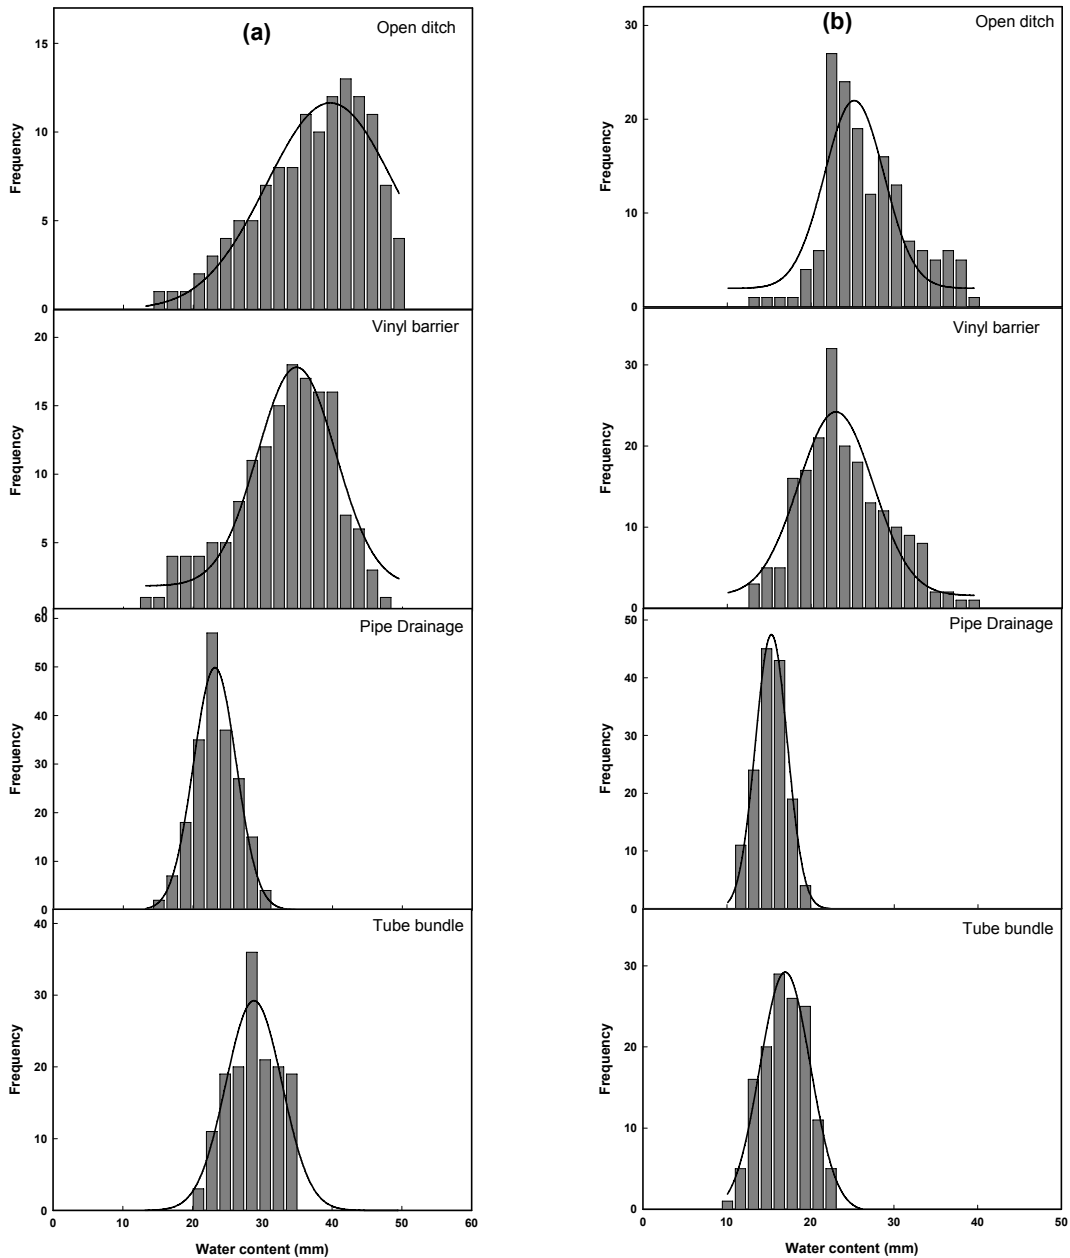 (a)
Open ditch
15
10
5
0
Frequency
Vinyl barrier
20
15
10
5
0
Frequency
Pipe Drainage
60
50
40
30
20
10
0
Frequency
Tube bundle
40
30
20
10
0
Frequency
0 10 20 30 40 50 60
Water content (mm)
(b)
Open ditch
30
20
10
0
Frequency
Vinyl barrier
30
20
10
0
Frequency
Pipe Drainage
50
40
30
20
10
0
Frequency
Tube bundle
30
20
10
0
Frequency
0 10 20 30 40 50
Water content (mm)